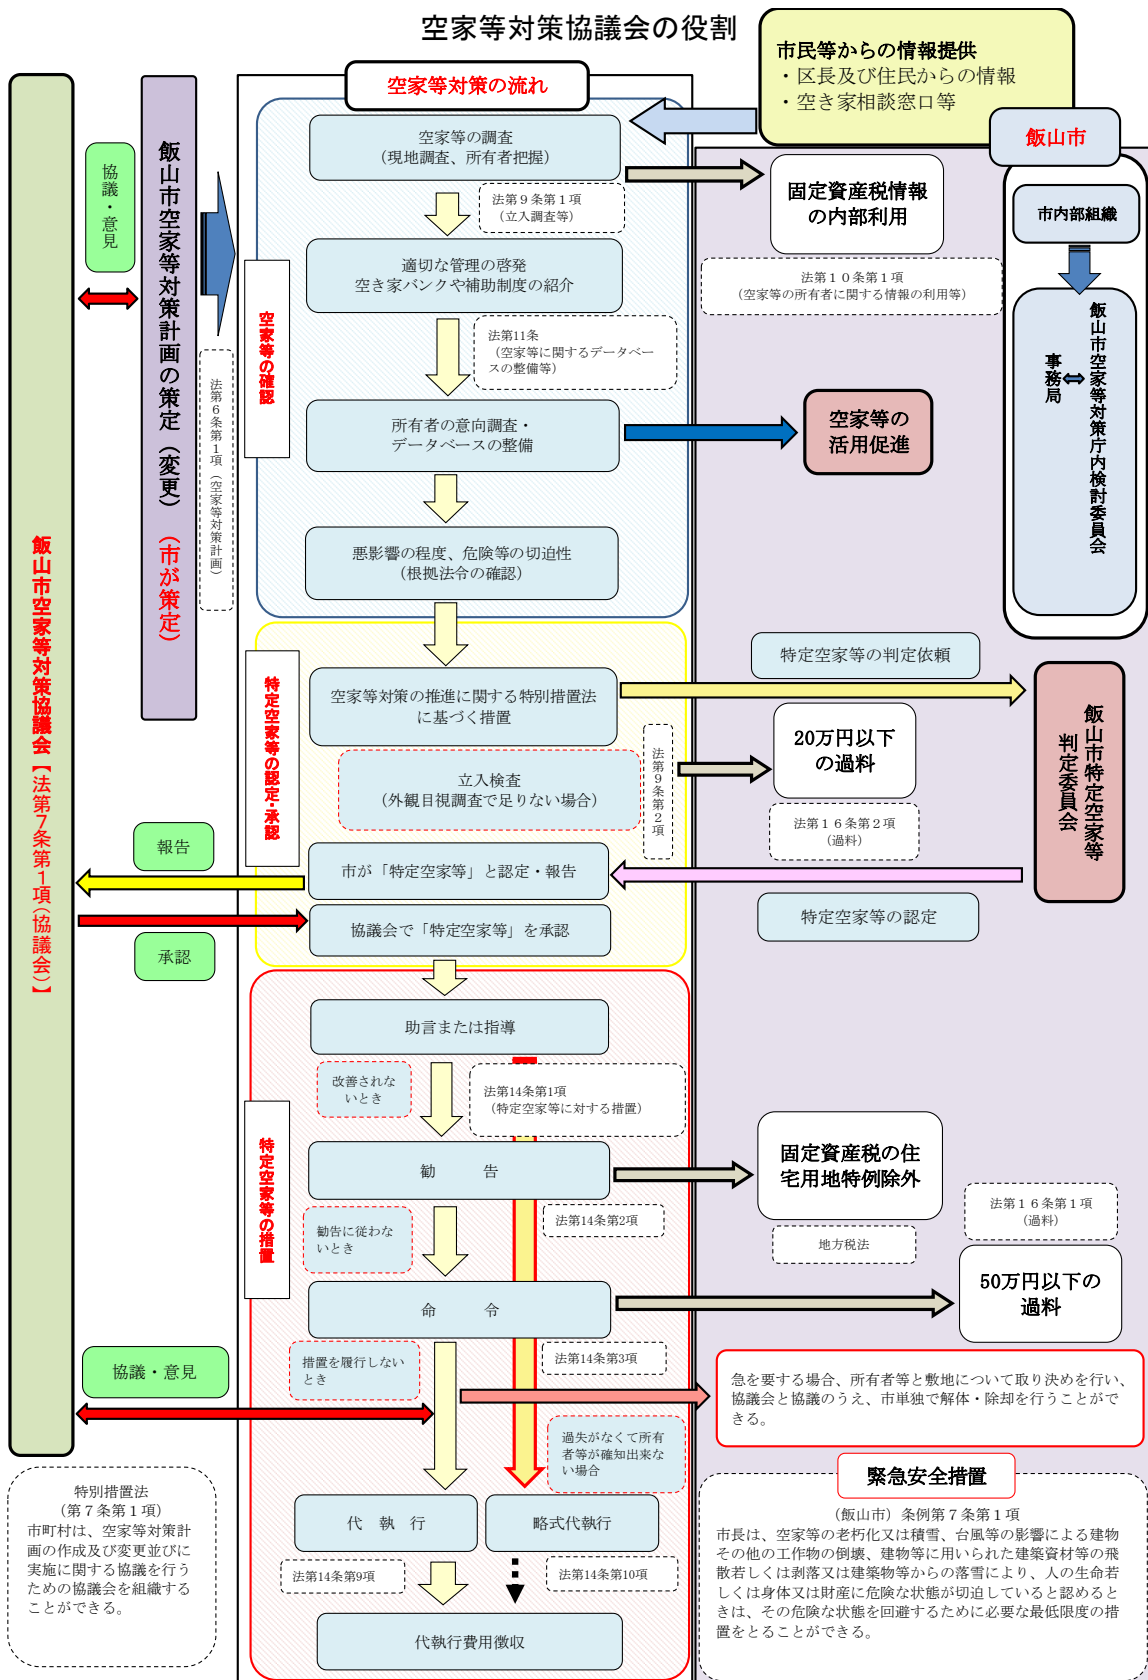 空家等対策協議会の役割
市民等からの情報提供
・区長及び住民からの情報
・空き家相談窓口等
空家等対策の流れ
飯山市
市内部組織
飯山市空家等対策庁内検討委員会
⇔
事務局
飯山市空家等対策協議会【法第7条第1項(協議会)】
協議・意見
飯山市空家等対策計画の策定（変更）（市が策定）
法第6条第1項（空家等対策計画）
空家等の確認
空家等の調査
(現地調査、所有者把握)
法第９条第１項
(立入調査等)
固定資産税情報
の内部利用
法第１０条第１項
(空家等の所有者に関する情報の利用等)
適切な管理の啓発
空き家バンクや補助制度の紹介
法第11条
（空家等に関するデータベー
スの整備等）
所有者の意向調査・
データベースの整備
空家等の
活用促進
悪影響の程度、危険等の切迫性
(根拠法令の確認)
特定空家等の認定・承認
空家等対策の推進に関する特別措置法
に基づく措置
特定空家等の判定依頼
飯山市特定空家等
判定委員会
立入検査
(外観目視調査で足りない場合)
法第9条第2項
20万円以下
の過料
法第１６条第２項
(過料)
報告
市が「特定空家等」と認定・報告
特定空家等の認定
協議会で「特定空家等」を承認
承認
特定空家等の措置
助言または指導
改善されな
いとき
法第14条第1項
(特定空家等に対する措置)
勧　告
固定資産税の住
宅用地特例除外
地方税法
勧告に従わな
いとき
法第14条第2項
法第１６条第１項
(過料)
命　令
50万円以下の
過料
措置を履行しない
とき
法第14条第3項
協議・意見
急を要する場合、所有者等と敷地について取り決めを行い、
協議会と協議のうえ、市単独で解体・除却を行うことがで
きる。
過失がなくて所有
者等が確知出来な
い場合
代　執　行
略式代執行
法第14条第9項
法第14条第10項
代執行費用徴収
特別措置法
(第７条第１項)
市町村は、空家等対策計
画の作成及び変更並びに
実施に関する協議を行う
ための協議会を組織する
ことができる。
緊急安全措置
(飯山市）条例第７条第１項
市長は、空家等の老朽化又は積雪、台風等の影響による建物
その他の工作物の倒壊、建物等に用いられた建築資材等の飛
散若しくは剥落又は建築物等からの落雪により、人の生命若
しくは身体又は財産に危険な状態が切迫していると認めると
きは、その危険な状態を回避するために必要な最低限度の措
置をとることができる。